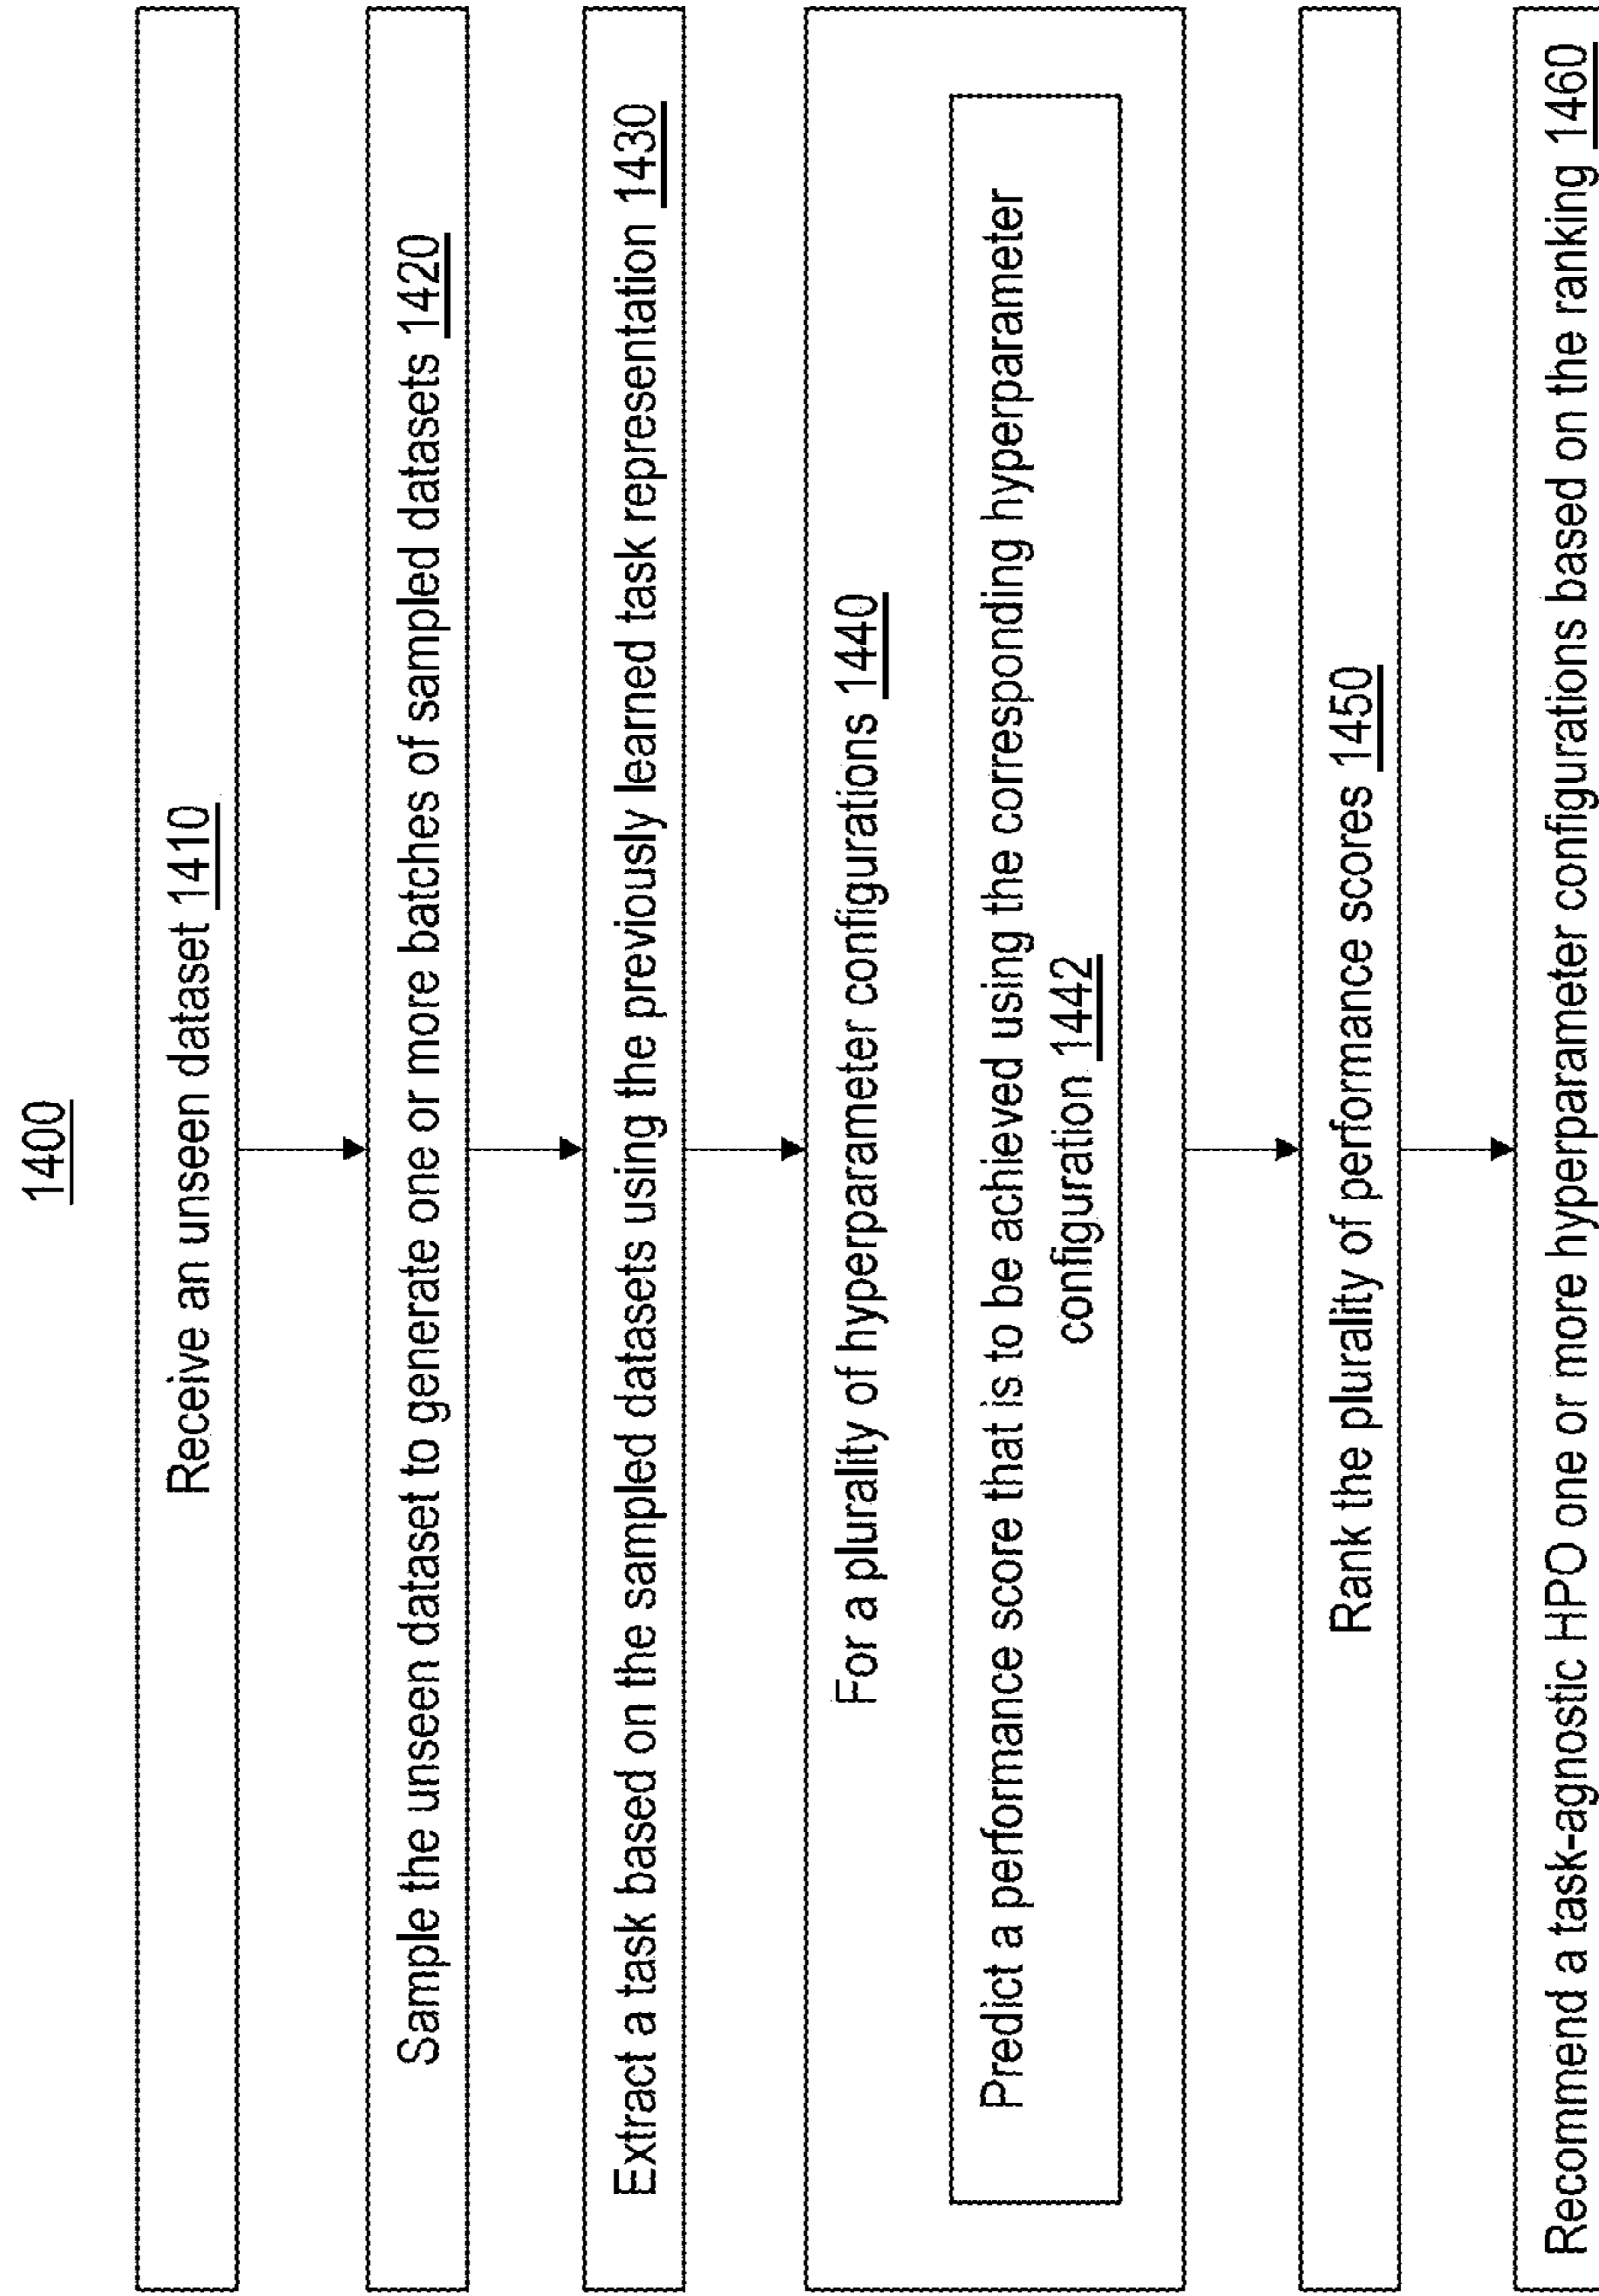 1400
Receive an unseen dataset 1410
Sample the unseen dataset to generate one or more batches of sampled datasets 1420
Extract a task based on the sampled datasets using the previously learned task representation 1430
For a plurality of hyperparameter configurations 1440
Predict a performance score that is to be achieved using the corresponding hyperparameter
configuration 1442
Rank the plurality of performance scores 1450
Recommend a task-agnostic HPO one or more hyperparameter configurations based on the ranking 1460